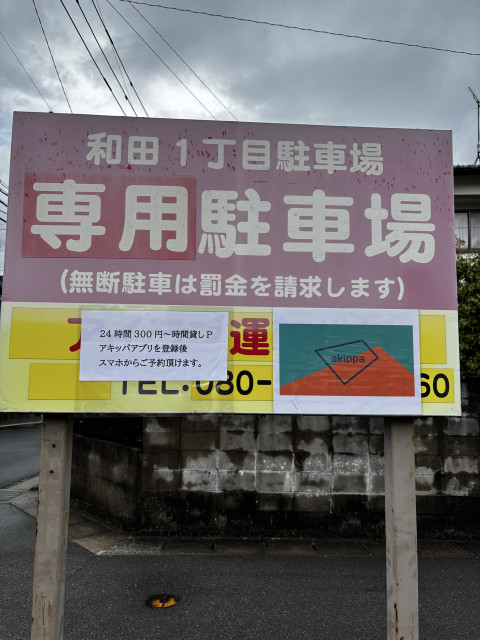 和田1丁目駐車場
専用駐車場
(無断駐車は罰金を請求します)
24時間300円~時間貸しP
アキッパアプリを登録後
スマホからご予約頂けます。
運
akippa
TEL.080-
60